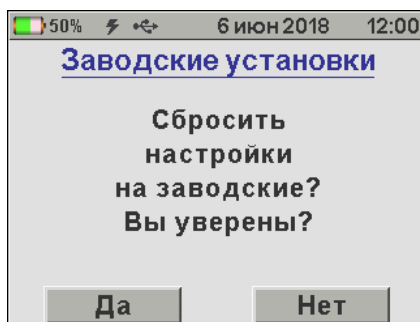 50% 6 июн 2018 12:00
Заводские установки
Сбросить
настройки
на заводские?
Вы уверены?
Да Нет